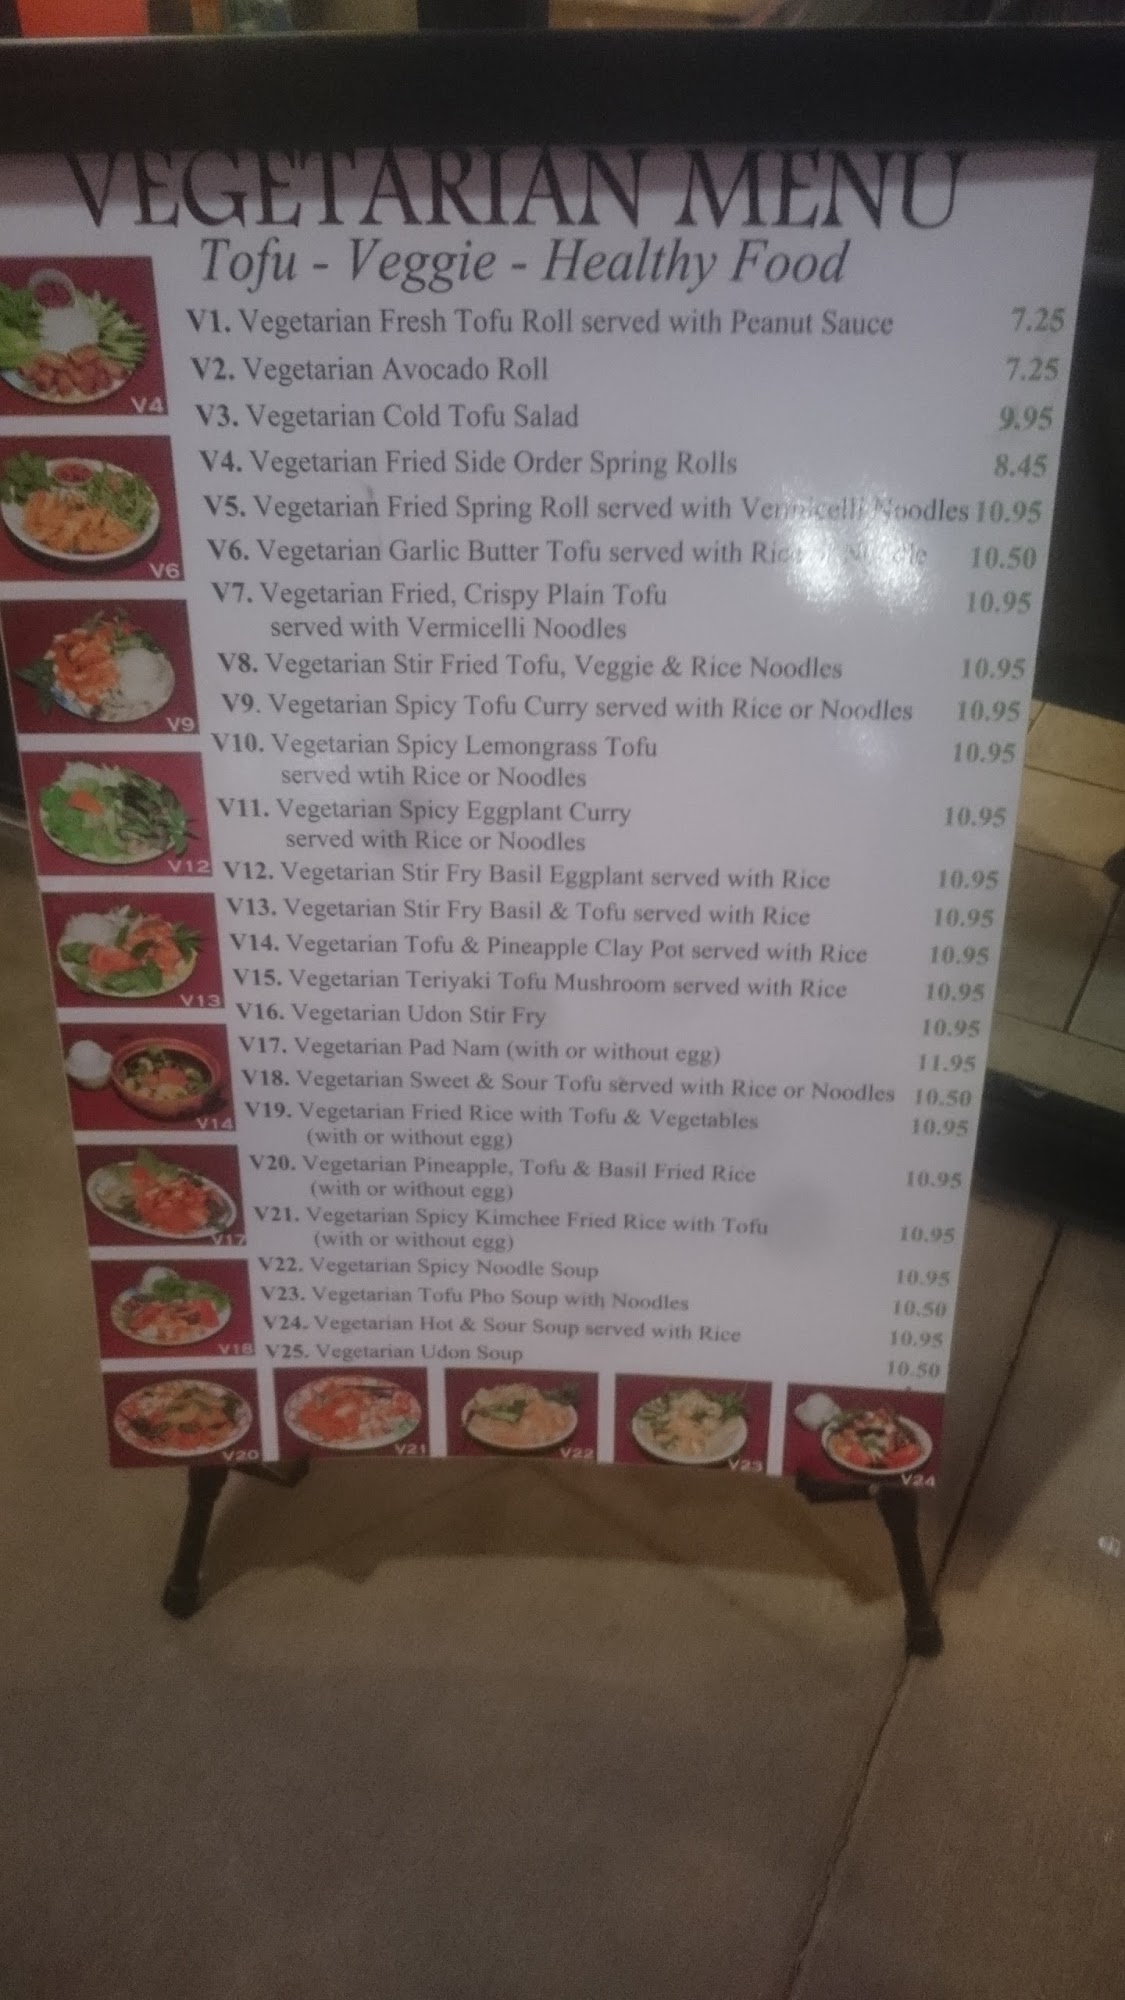 VEGETARIAN MENU
Tofu - Veggie - Healthy Food
V1. Vegetarian Fresh Tofu Roll served with Peanut Sauce 7.25
V2. Vegetarian Avocado Roll 7.25
V3. Vegetarian Cold Tofu Salad 9.95
V4. Vegetarian Fried Side Order Spring Rolls 8.45
V5. Vegetarian Fried Spring Roll served with Vermicelli Noodles 10.95
V6. Vegetarian Garlic Butter Tofu served with Rice or Noodle 10.50
V7. Vegetarian Fried, Crispy Plain Tofu 10.95
served with Vermicelli Noodles
V8. Vegetarian Stir Fried Tofu, Veggie & Rice Noodles 10.95
V9. Vegetarian Spicy Tofu Curry served with Rice or Noodles 10.95
V10. Vegetarian Spicy Lemongrass Tofu 10.95
served wtih Rice or Noodles
V11. Vegetarian Spicy Eggplant Curry 10.95
served with Rice or Noodles
V12. Vegetarian Stir Fry Basil Eggplant served with Rice 10.95
V13. Vegetarian Stir Fry Basil & Tofu served with Rice 10.95
V14. Vegetarian Tofu & Pineapple Clay Pot served with Rice 10.95
V15. Vegetarian Teriyaki Tofu Mushroom served with Rice 10.95
V16. Vegetarian Udon Stir Fry 10.95
V17. Vegetarian Pad Nam (with or without egg) 11.95
V18. Vegetarian Sweet & Sour Tofu served with Rice or Noodles 10.50
V19. Vegetarian Fried Rice with Tofu & Vegetables 10.95
(with or without egg)
V20. Vegetarian Pineapple, Tofu & Basil Fried Rice 10.95
(with or without egg)
V21. Vegetarian Spicy Kimchee Fried Rice with Tofu 10.95
(with or without egg)
V22. Vegetarian Spicy Noodle Soup 10.95
V23. Vegetarian Tofu Pho Soup with Noodles 10.50
V24. Vegetarian Hot & Sour Soup served with Rice 10.95
V25. Vegetarian Udon Soup 10.50
V4
V6
V9
V12
V13
V14
V17
V18
V20
V21
V22
V23
V24